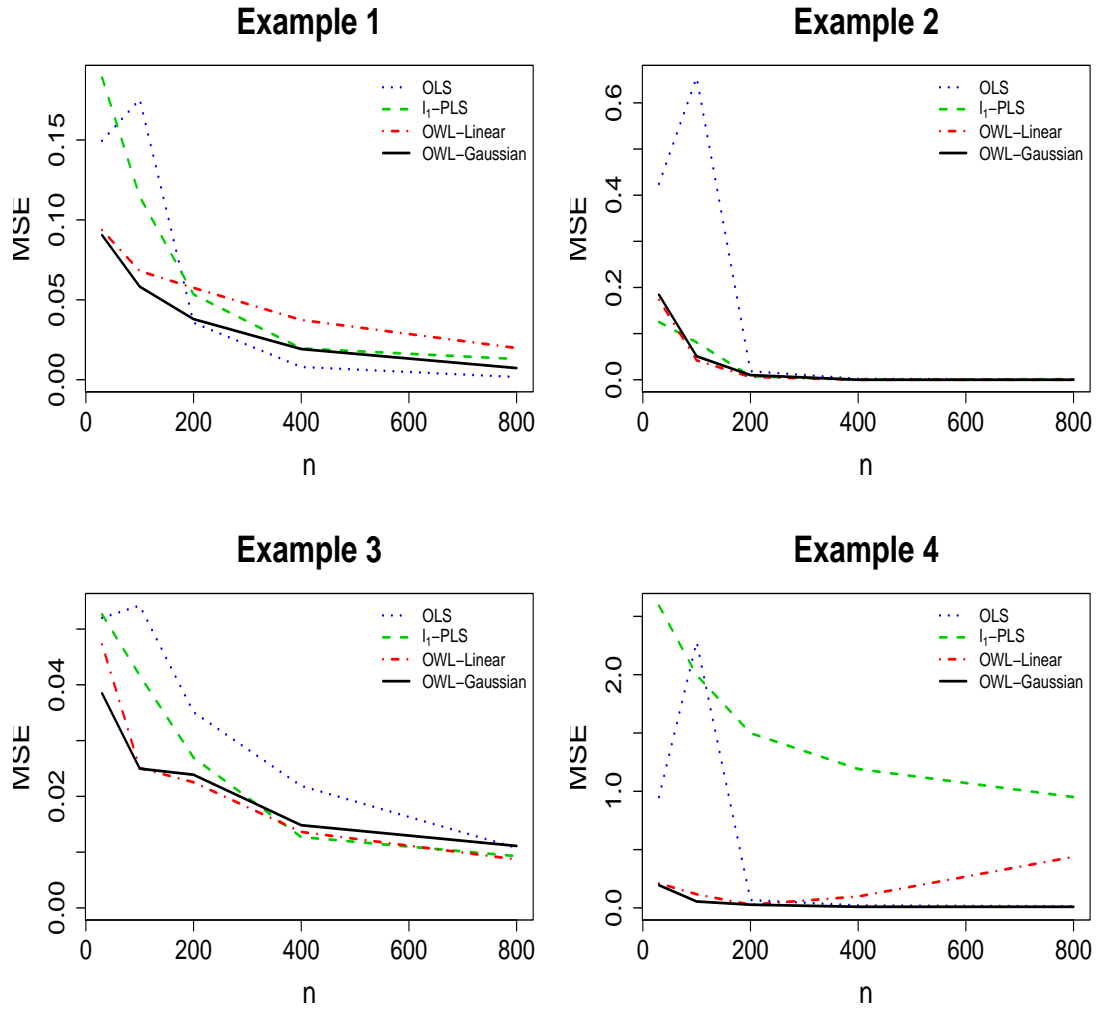 Example 1
OLS
l1−PLS
OWL−Linear
OWL−Gaussian
MSE
0.00
0.05
0.10
0.15
0
200
400
600
800
n
Example 2
OLS
l1−PLS
OWL−Linear
OWL−Gaussian
MSE
0.0
0.2
0.4
0.6
0
200
400
600
800
n
Example 3
OLS
l1−PLS
OWL−Linear
OWL−Gaussian
MSE
0.00
0.02
0.04
0
200
400
600
800
n
Example 4
OLS
l1−PLS
OWL−Linear
OWL−Gaussian
MSE
0.0
1.0
2.0
0
200
400
600
800
n